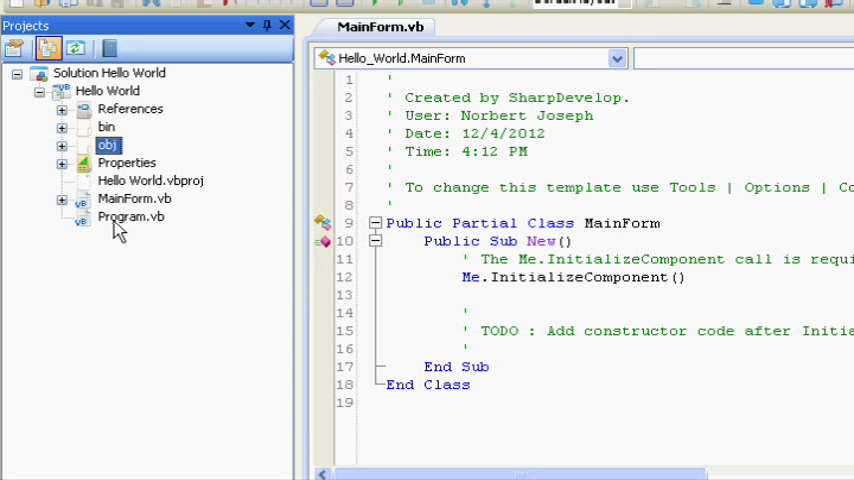 MainForm.vb
Projects
Hello_World.MainForm
Solution Hello World
Hello World
References
bin
obj
Properties
Hello World.vbproj
MainForm.vb
Program.vb
1 '
2 ' Created by SharpDevelop.
3 ' User: Norbert Joseph
4 ' Date: 12/4/2012
5 ' Time: 4:12 PM
6 '
7 ' To change this template use Tools | Options |
8 '
9 Public Partial Class MainForm
10 Public Sub New()
11 ' The Me.InitializeComponent call is
12 Me.InitializeComponent()
13
14 '
15 ' TODO : Add constructor code after
16 '
17 End Sub
18 End Class
19